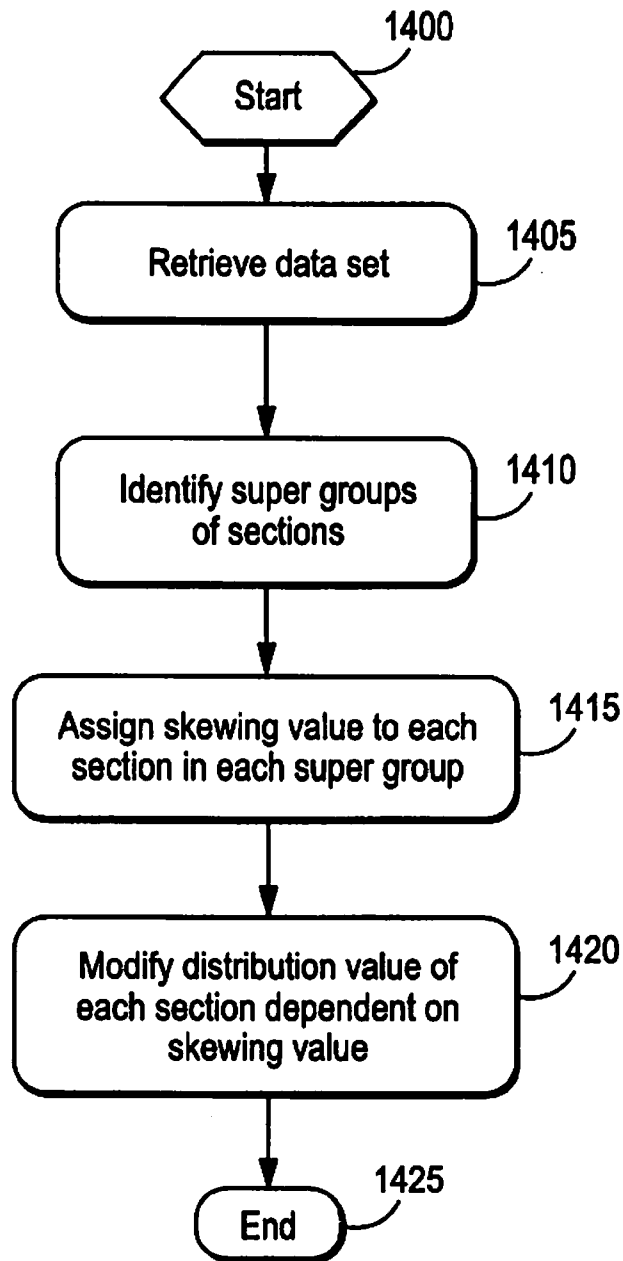 1400
Start
1405
Retrieve data set
1410
Identify super groups
of sections
1415
Assign skewing value to each
section in each super group
1420
Modify distribution value of
each section dependent on
skewing value
1425
End